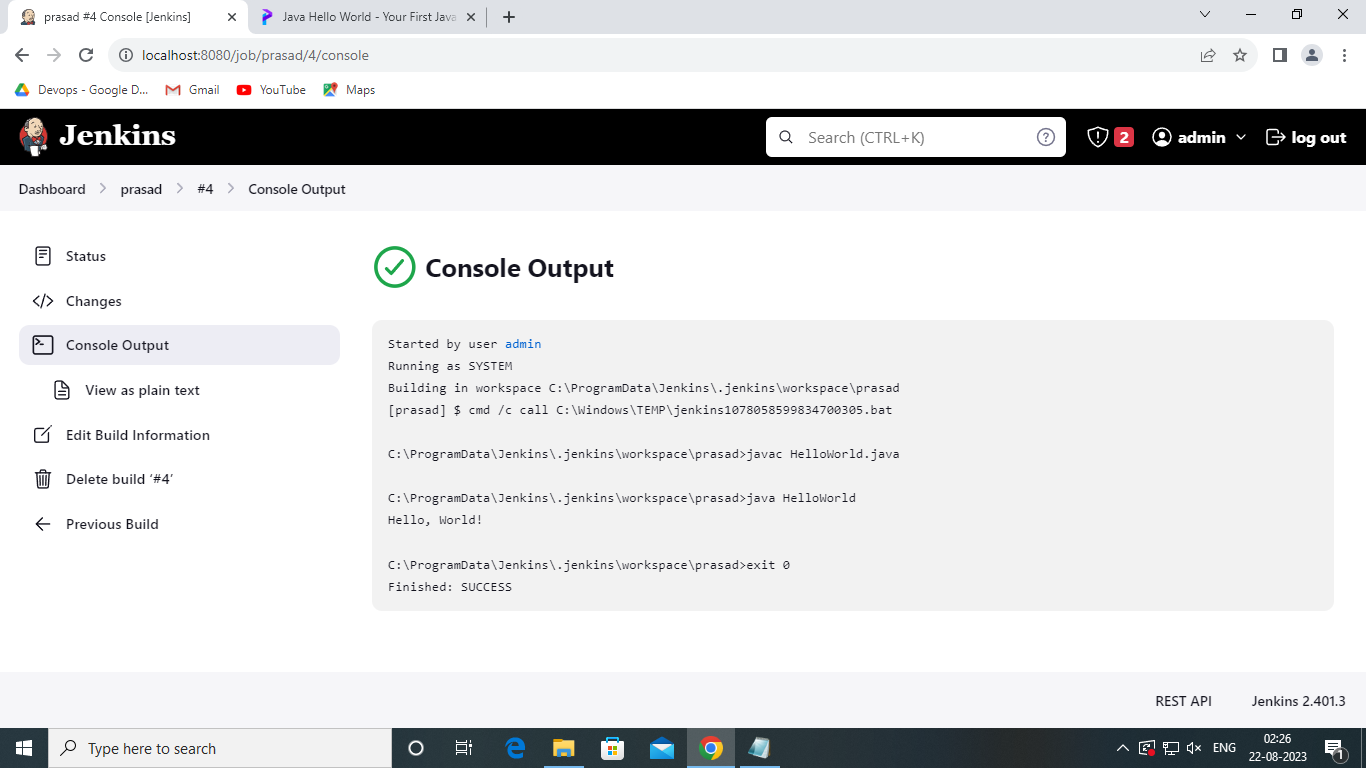 prasad #4 Console [Jenkins]
Java Hello World - Your First Java
localhost:8080/job/prasad/4/console
Devops - Google D...
Gmail
YouTube
Maps
Jenkins
Search (CTRL+K)
?
2
admin
log out
Dashboard
prasad
#4
Console Output
Status
Changes
Console Output
View as plain text
Edit Build Information
Delete build ‘#4’
Previous Build
Console Output
Started by user admin
Running as SYSTEM
Building in workspace C:\ProgramData\Jenkins\.jenkins\workspace\prasad
[prasad] $ cmd /c call C:\Windows\TEMP\jenkins1078058599834700305.bat
C:\ProgramData\Jenkins\.jenkins\workspace\prasad>javac HelloWorld.java
C:\ProgramData\Jenkins\.jenkins\workspace\prasad>java HelloWorld
Hello, World!
C:\ProgramData\Jenkins\.jenkins\workspace\prasad>exit 0
Finished: SUCCESS
REST API
Jenkins 2.401.3
Type here to search
ENG
02:26
22-08-2023
1